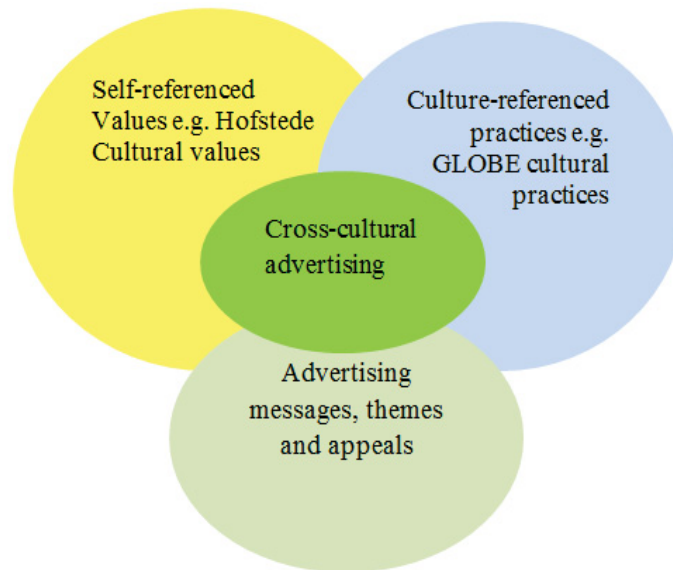 Self-referenced
Values e.g. Hofstede
Cultural values
Culture-referenced
practices e.g.
GLOBE cultural
practices
Cross-cultural
advertising
Advertising
messages, themes
and appeals